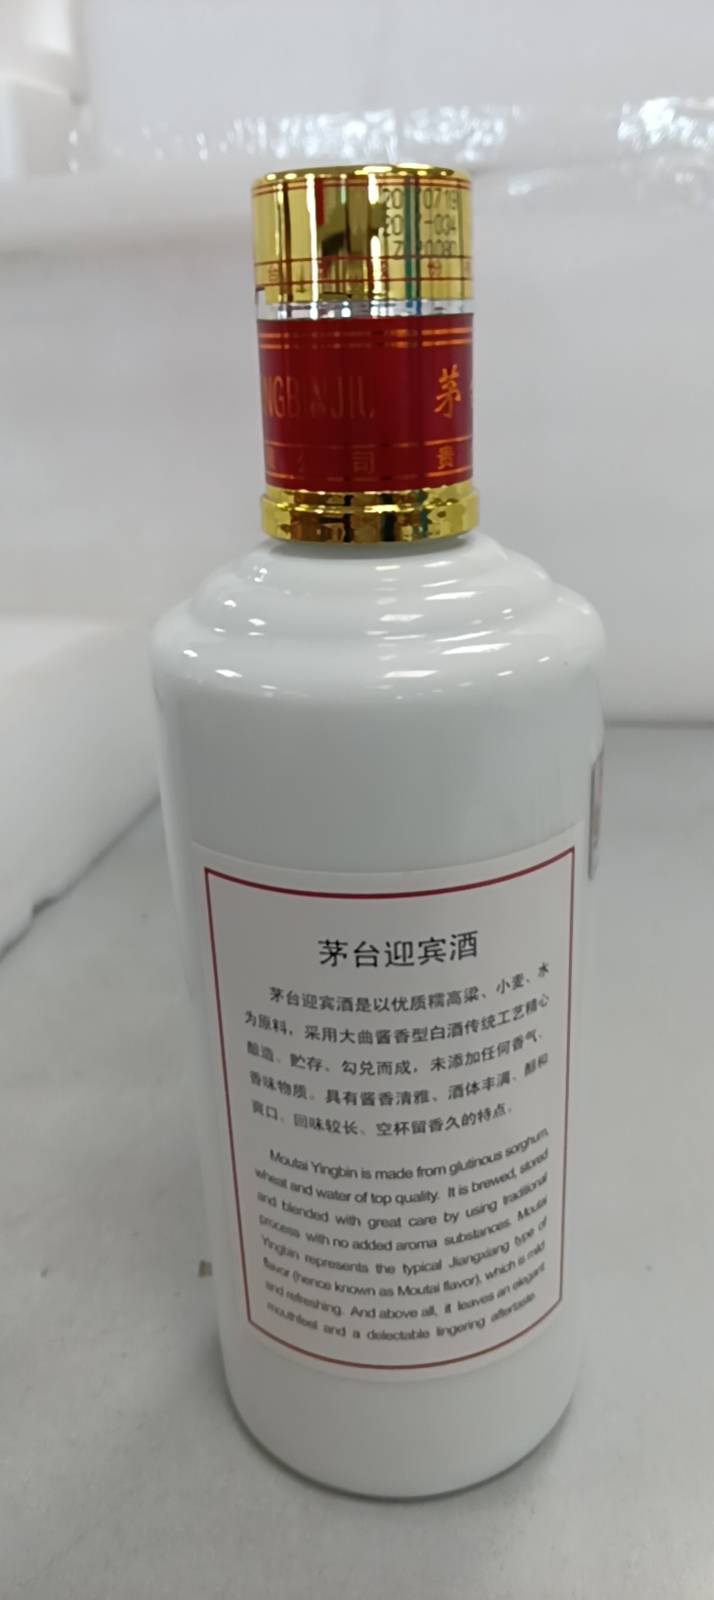 NGBINJIU 茅
公司 贵
茅台迎宾酒
茅台迎宾酒是以优质糯高粱、小麦、水
为原料，采用大曲酱香型白酒传统工艺精心
酿造、贮存、勾兑而成，未添加任何香气、
香味物质。具有酱香清雅、酒体丰满、醇和
爽口、回味较长、空杯留香久的特点。
Moutai Yingbin is made from glutinous sorghum,
wheat and water of top quality. It is brewed, stored
and blended with great care by using traditional
process with no added aroma substances. Moutai
Yingbin represents the typical Jiangxiang type of
flavor (hence known as Moutai flavor), which is mild
and refreshing. And above all, it leaves an elegant
mouthfeel and a delectable lingering aftertaste.